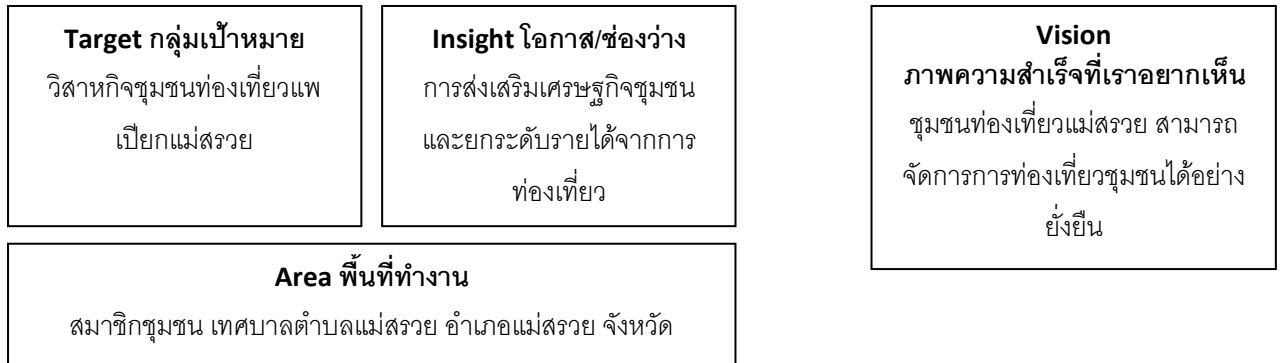 Target กลุ่มเป้าหมาย
วิสาหกิจชุมชนท่องเที่ยวแพ
เปียกแม่สรวย
Insight โอกาส/ช่องว่าง
การส่งเสริมเศรษฐกิจชุมชน
และยกระดับรายได้จากการ
ท่องเที่ยว
Vision
ภาพความสำเร็จที่เราอยากเห็น
ชุมชนท่องเที่ยวแม่สรวย สามารถ
จัดการการท่องเที่ยวชุมชนได้อย่าง
ยั่งยืน
Area พื้นที่ทำงาน
สมาชิกชุมชน เทศบาลตำบลแม่สรวย อำเภอแม่สรวย จังหวัด